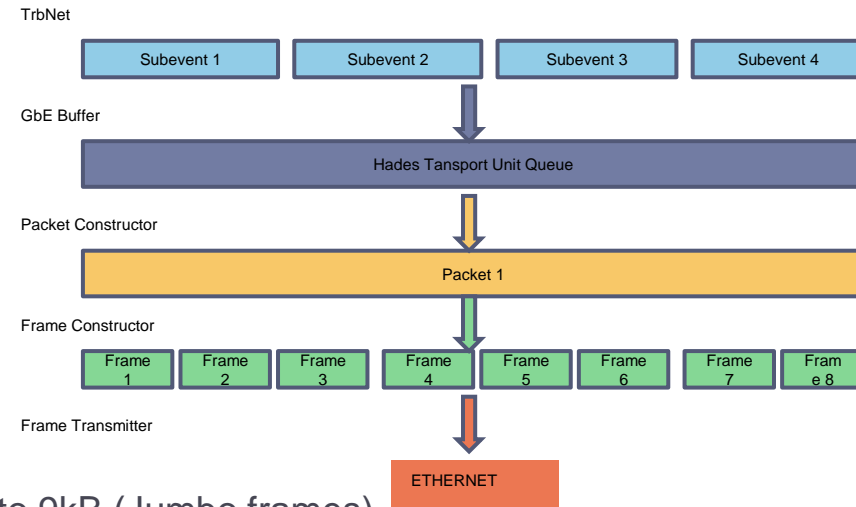 TrbNet
Subevent 1 Subevent 2 Subevent 3 Subevent 4
GbE Buffer
Hades Tansport Unit Queue
Packet Constructor
Packet 1
Frame Constructor
Frame 1 Frame 2 Frame 3 Frame 4 Frame 5 Frame 6 Frame 7 Fram e 8
Frame Transmitter
ETHERNET
to 9kB (Jumbo frames)